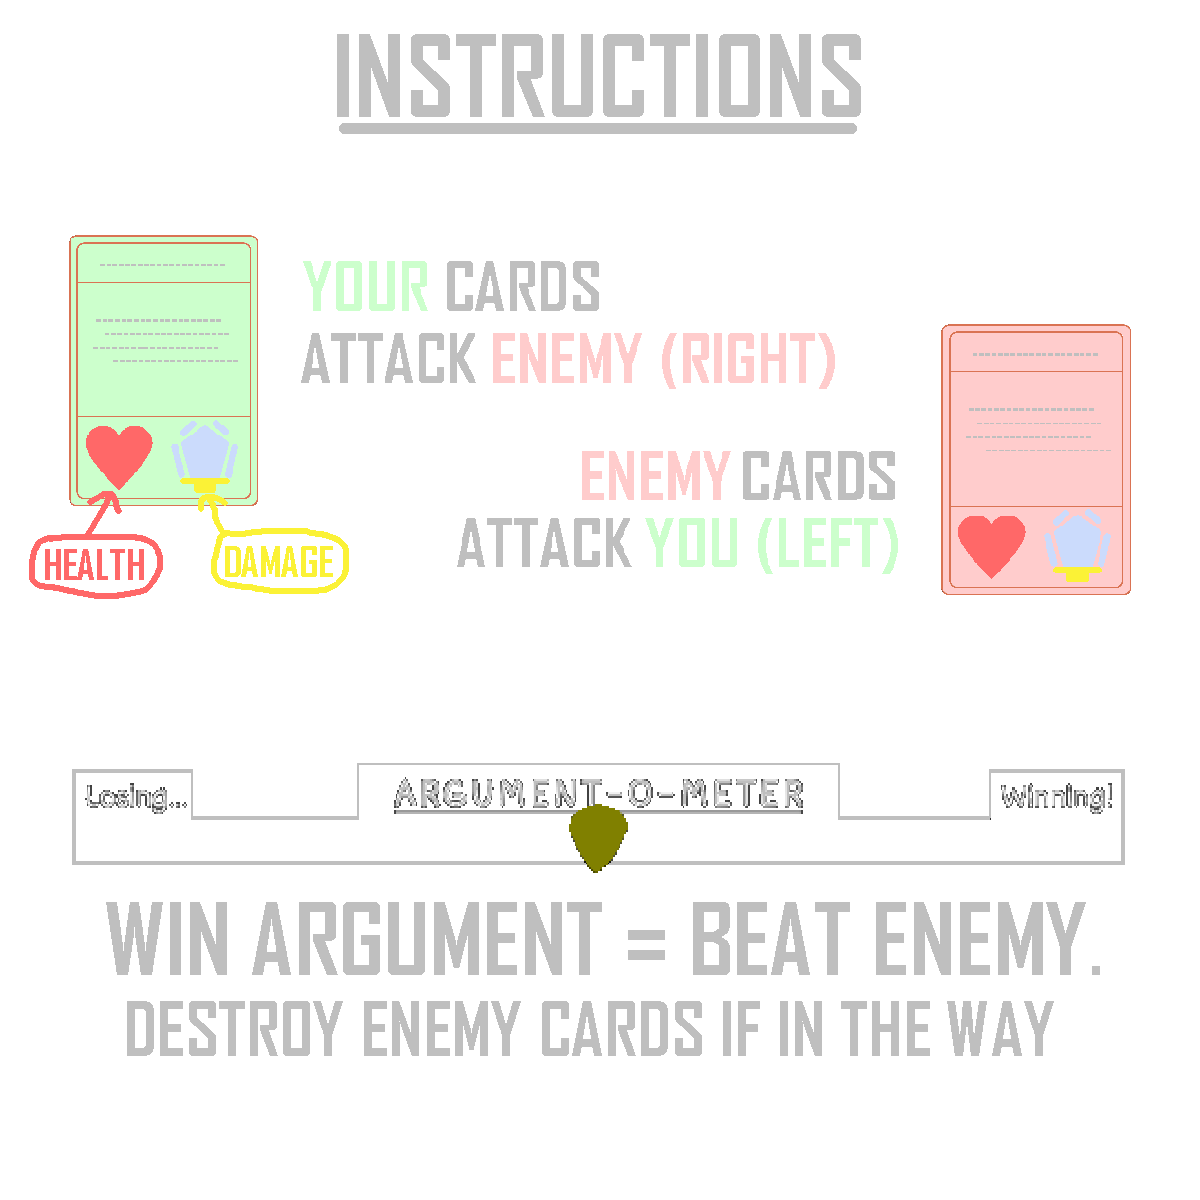 INSTRUCTIONS
YOUR CARDS
ATTACK ENEMY (RIGHT)
ENEMY CARDS
ATTACK YOU (LEFT)
HEALTH
DAMAGE
Losing...
ARGUMENT-O-METER
Winning!
WIN ARGUMENT = BEAT ENEMY.
DESTROY ENEMY CARDS IF IN THE WAY